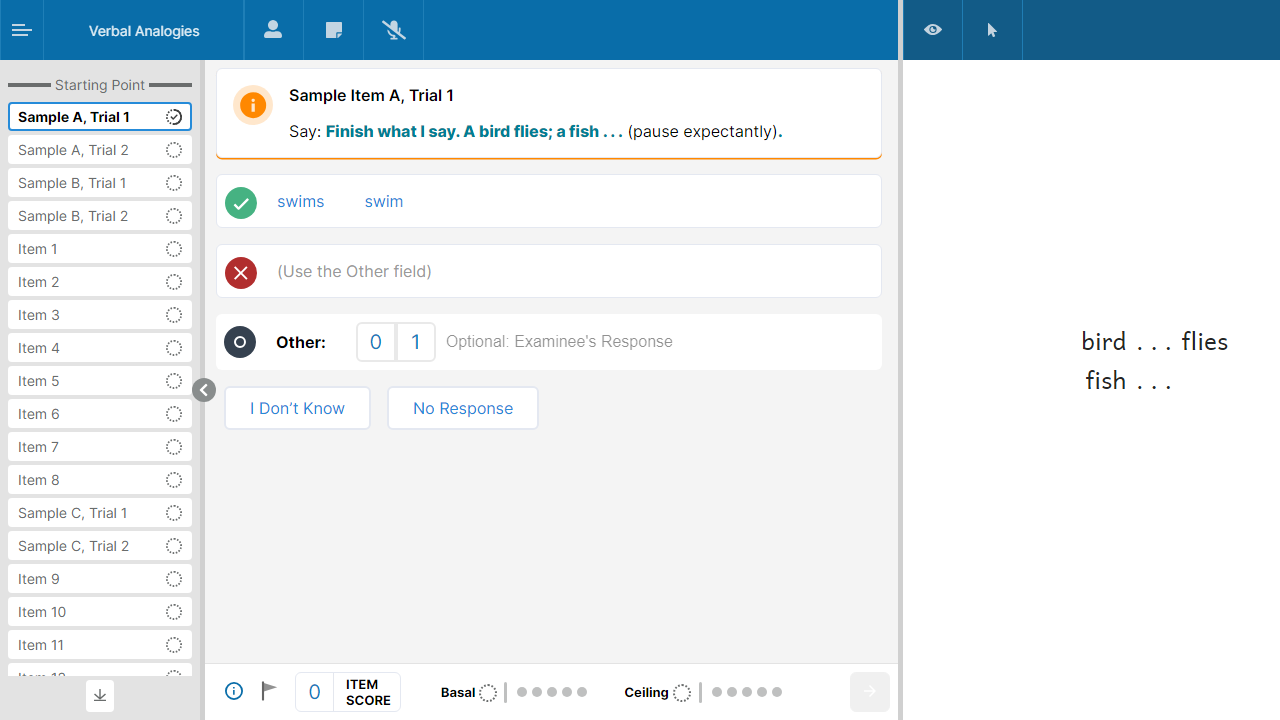 Verbal Analogies
Starting Point
Sample A, Trial 1
Sample A, Trial 2
Sample B, Trial 1
Sample B, Trial 2
Item 1
Item 2
Item 3
Item 4
Item 5
Item 6
Item 7
Item 8
Sample C, Trial 1
Sample C, Trial 2
Item 9
Item 10
Item 11
Sample Item A, Trial 1
Say: Finish what I say. A bird flies; a fish . . . (pause expectantly).
swims swim
(Use the Other field)
Other: 0 1 Optional: Examinee's Response
I Don’t Know No Response
0 ITEM SCORE
Basal
Ceiling
bird . . . flies
fish . . .